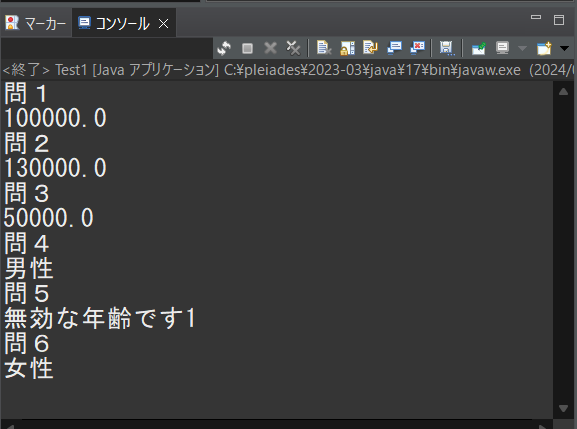 マーカー コンソール
<終了> Test1 [Java アプリケーション] C:¥pleiades¥2023-03¥java¥17¥bin¥javaw.exe (2024/
問１
100000.0
問２
130000.0
問３
50000.0
問４
男性
問５
無効な年齢です1
問６
女性